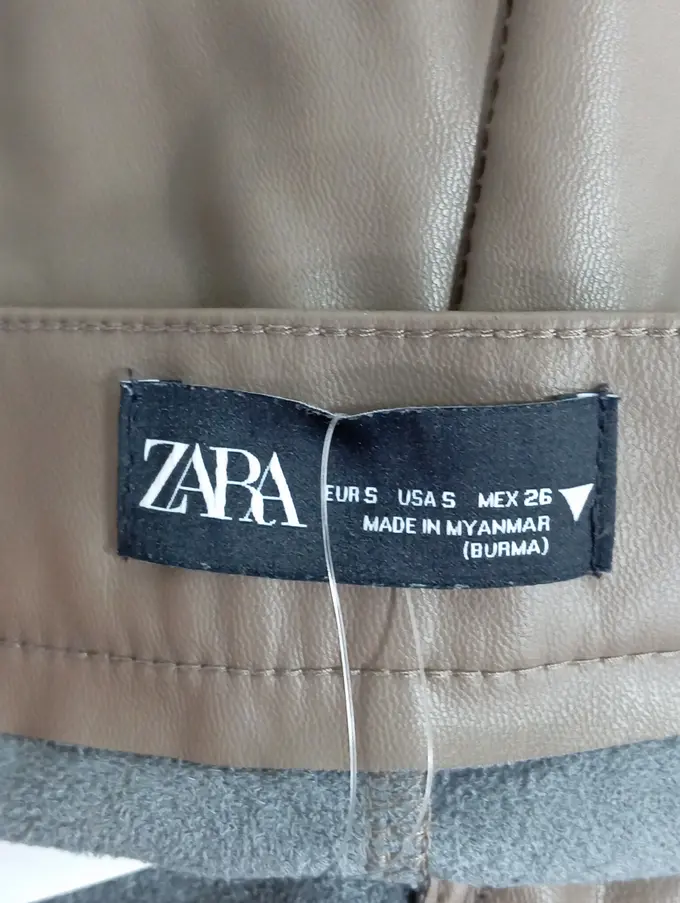 ZARA
EUR S USA S MEX 26
MADE IN MYANMAR
(BURMA)